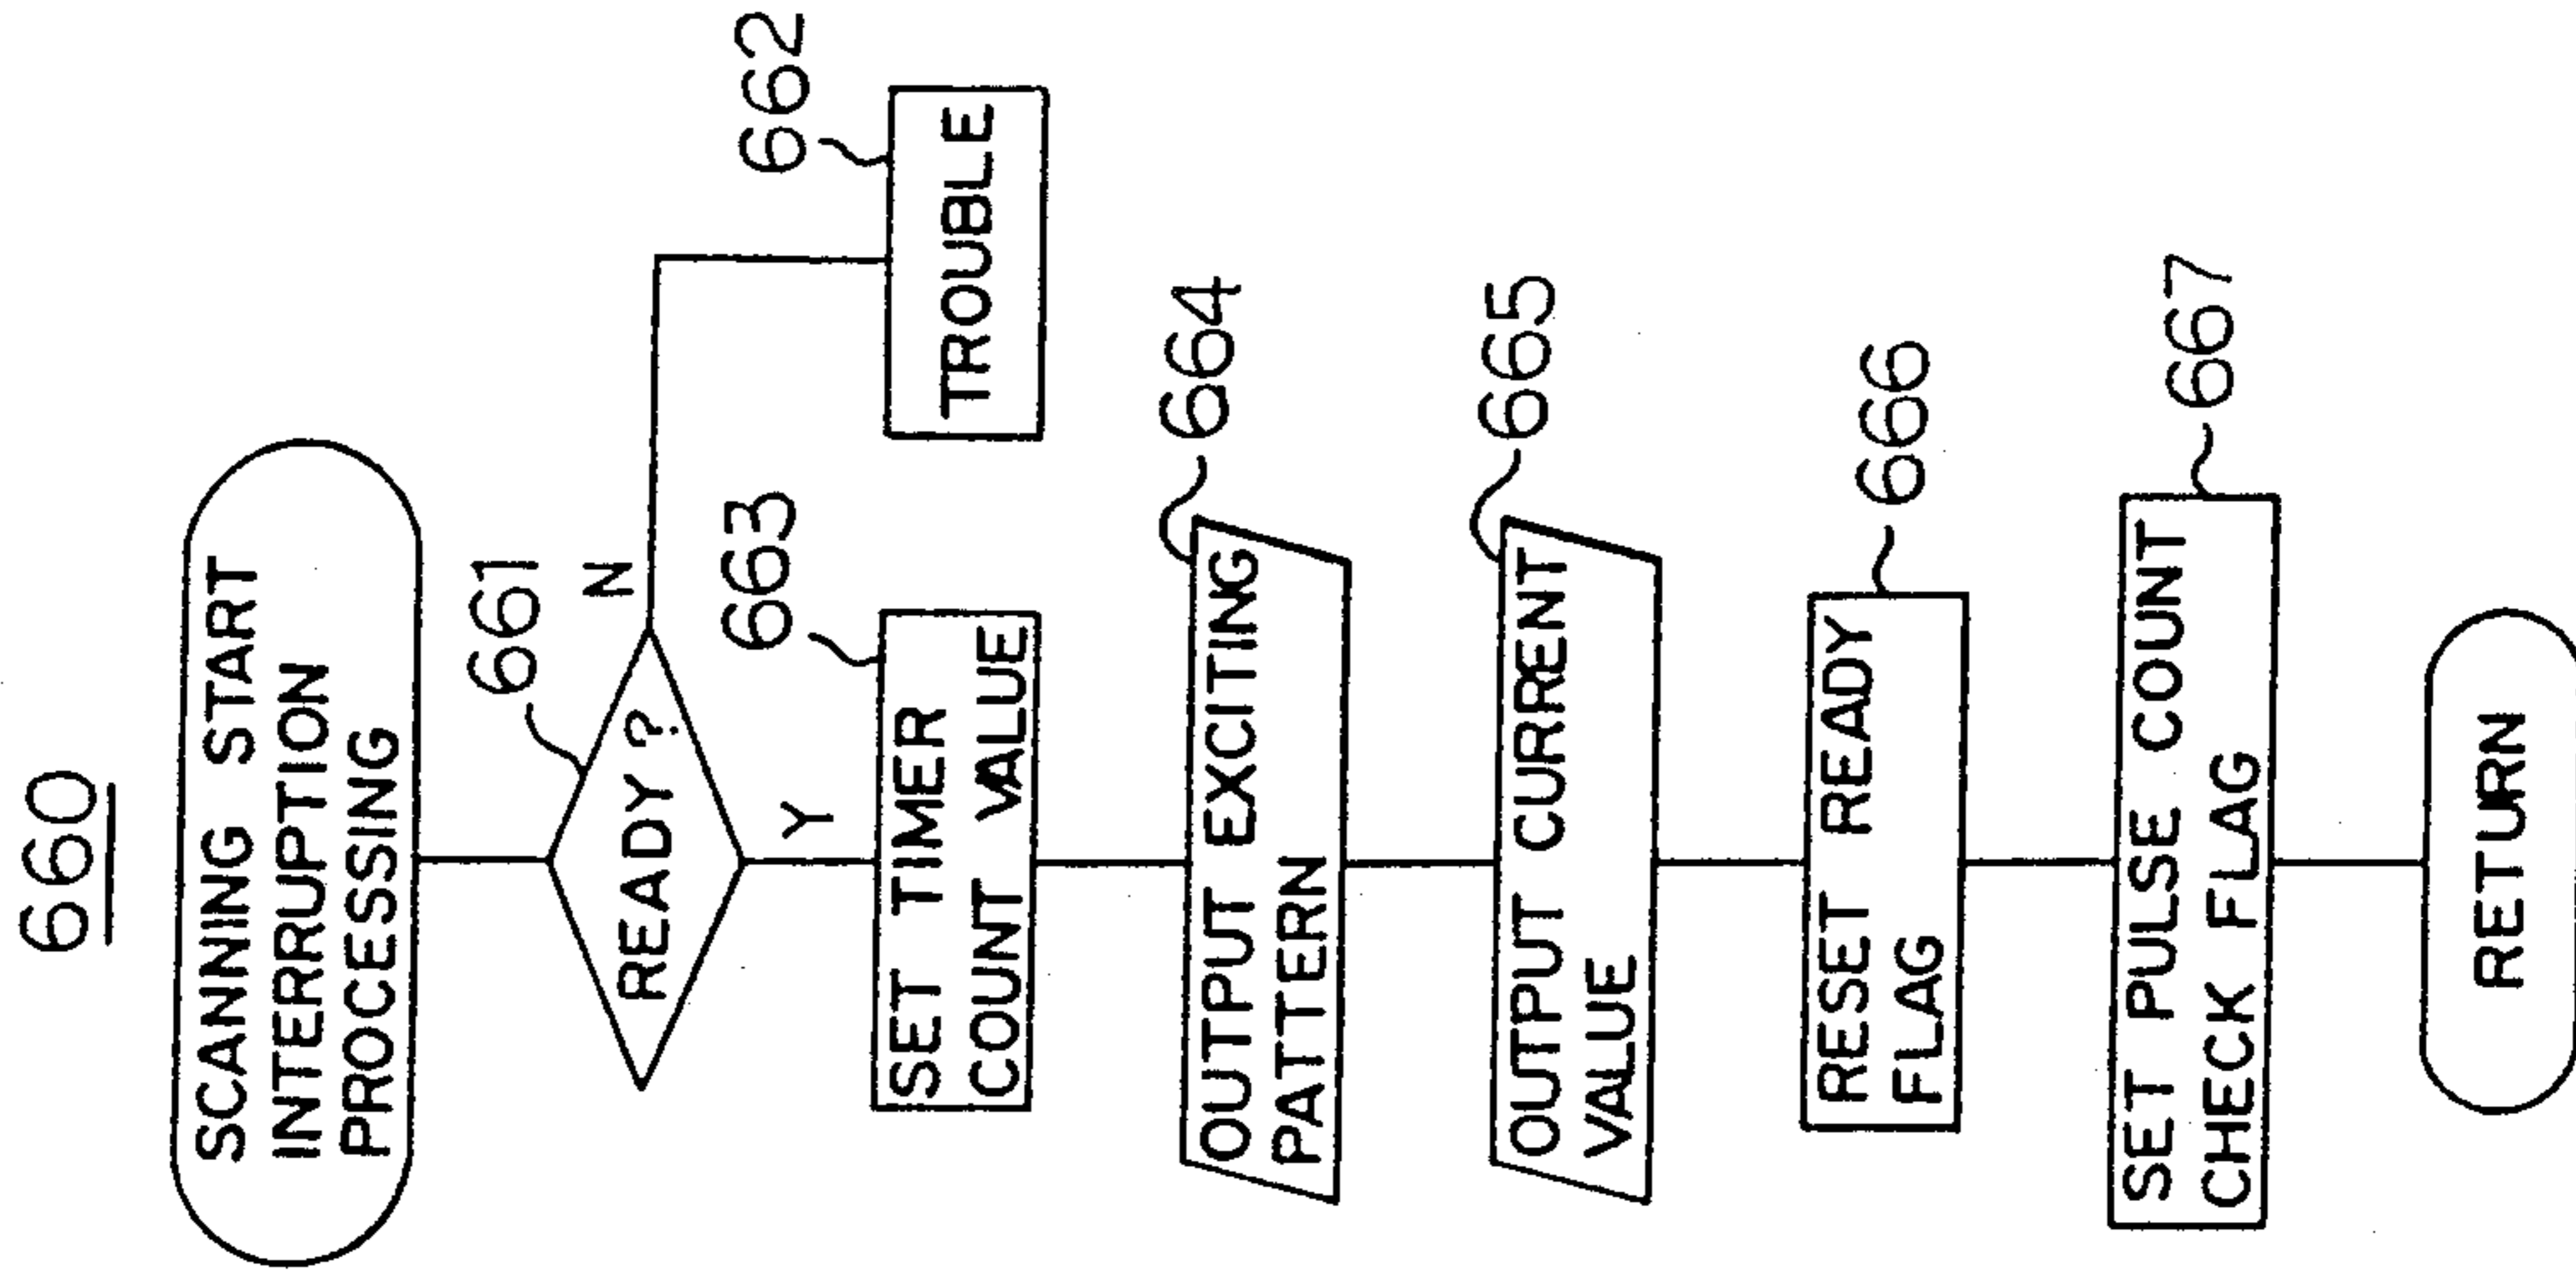 660
SCANNING START
INTERRUPTION
PROCESSING
661
READY ?
N
Y
662
TROUBLE
663
SET TIMER
COUNT VALUE
664
OUTPUT EXCITING
PATTERN
665
OUTPUT CURRENT
VALUE
666
RESET READY
FLAG
667
SET PULSE COUNT
CHECK FLAG
RETURN